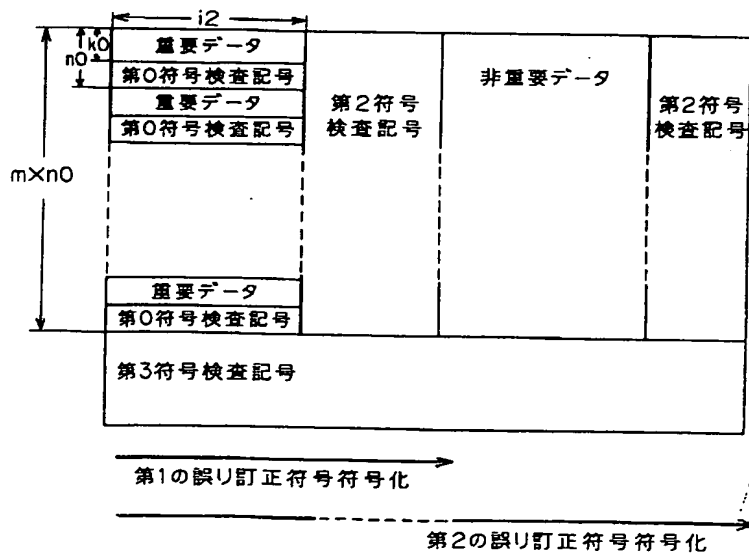 i2
k0
n0
重要データ
第0符号検査記号
重要データ
第0符号検査記号
第2符号
検査記号
非重要データ
第2符号
検査記号
m×n0
重要データ
第0符号検査記号
第3符号検査記号
第1の誤り訂正符号符号化
第2の誤り訂正符号符号化